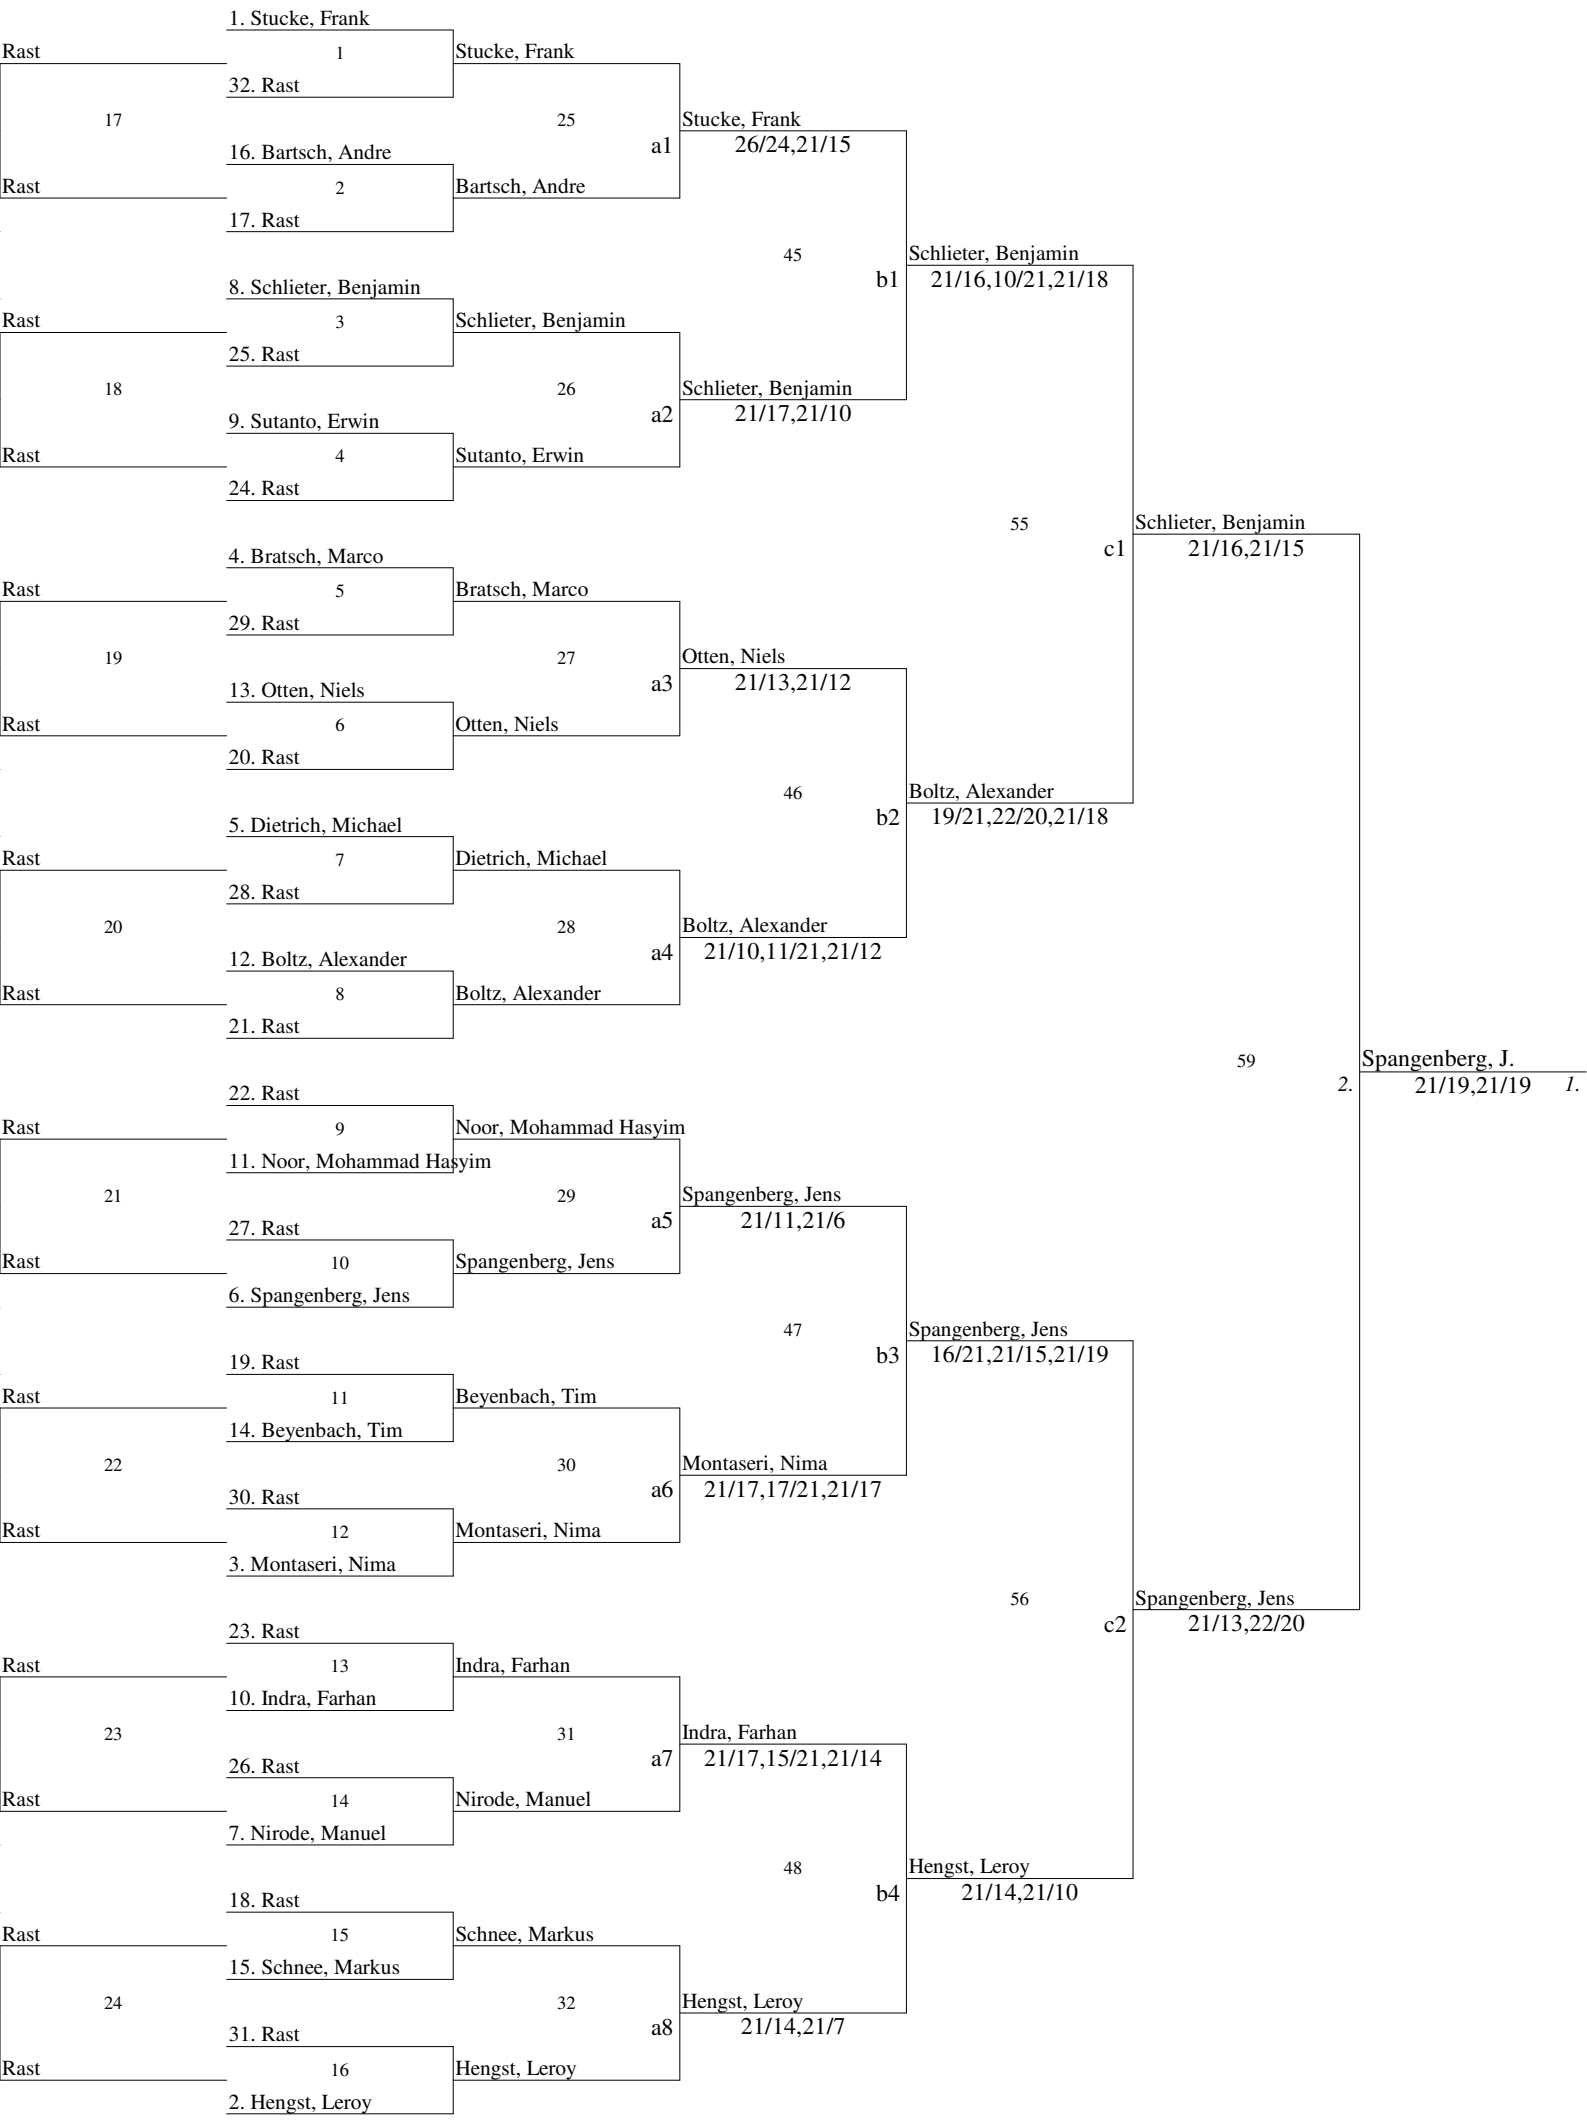 1. Stucke, Frank
Rast
1
Stucke, Frank
32. Rast
17
25
Stucke, Frank
a1
26/24,21/15
16. Bartsch, Andre
Rast
2
Bartsch, Andre
17. Rast
45
Schlieter, Benjamin
b1
21/16,10/21,21/18
8. Schlieter, Benjamin
Rast
3
Schlieter, Benjamin
25. Rast
18
26
Schlieter, Benjamin
a2
21/17,21/10
9. Sutanto, Erwin
Rast
4
Sutanto, Erwin
24. Rast
55
Schlieter, Benjamin
c1
21/16,21/15
4. Bratsch, Marco
Rast
5
Bratsch, Marco
29. Rast
19
27
Otten, Niels
a3
21/13,21/12
13. Otten, Niels
Rast
6
Otten, Niels
20. Rast
46
Boltz, Alexander
b2
19/21,22/20,21/18
5. Dietrich, Michael
Rast
7
Dietrich, Michael
28. Rast
20
28
Boltz, Alexander
a4
21/10,11/21,21/12
12. Boltz, Alexander
Rast
8
Boltz, Alexander
21. Rast
59
Spangenberg, J.
2.
21/19,21/19
1.
22. Rast
Rast
9
Noor, Mohammad Hasyim
11. Noor, Mohammad Hasyim
21
29
Spangenberg, Jens
a5
21/11,21/6
27. Rast
Rast
10
Spangenberg, Jens
6. Spangenberg, Jens
47
Spangenberg, Jens
b3
16/21,21/15,21/19
19. Rast
Rast
11
Beyenbach, Tim
14. Beyenbach, Tim
22
30
Montaseri, Nima
a6
21/17,17/21,21/17
30. Rast
Rast
12
Montaseri, Nima
3. Montaseri, Nima
56
Spangenberg, Jens
c2
21/13,22/20
23. Rast
Rast
13
Indra, Farhan
10. Indra, Farhan
23
31
Indra, Farhan
a7
21/17,15/21,21/14
26. Rast
Rast
14
Nirode, Manuel
7. Nirode, Manuel
48
Hengst, Leroy
b4
21/14,21/10
18. Rast
Rast
15
Schnee, Markus
15. Schnee, Markus
24
32
Hengst, Leroy
a8
21/14,21/7
31. Rast
Rast
16
Hengst, Leroy
2. Hengst, Leroy